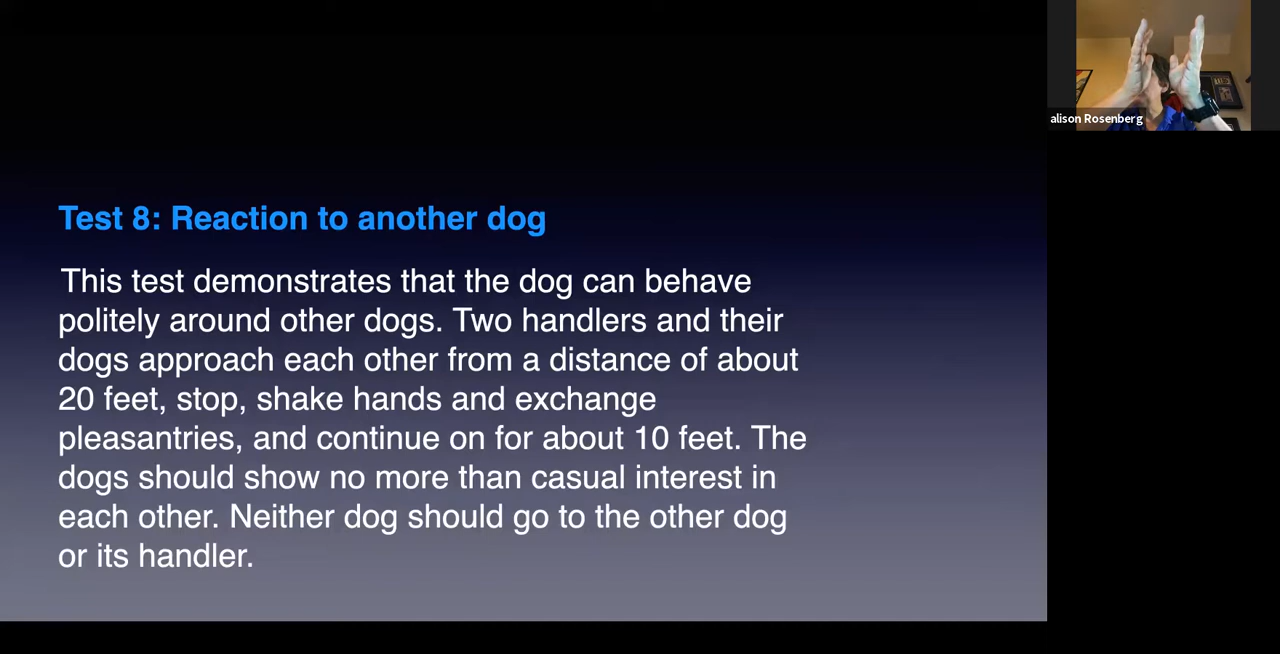 alison Rosenberg
Test 8: Reaction to another dog
This test demonstrates that the dog can behave
politely around other dogs. Two handlers and their
dogs approach each other from a distance of about
20 feet, stop, shake hands and exchange
pleasantries, and continue on for about 10 feet. The
dogs should show no more than casual interest in
each other. Neither dog should go to the other dog
or its handler.